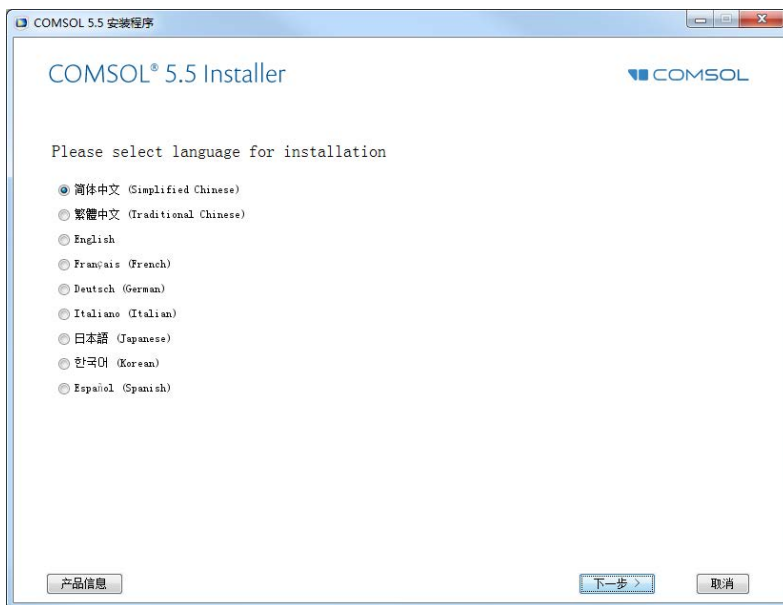 COMSOL 5.5 安装程序
COMSOL® 5.5 Installer
COMSOL
Please select language for installation
简体中文 (Simplified Chinese)
繁體中文 (Traditional Chinese)
English
Français (French)
Deutsch (German)
Italiano (Italian)
日本語 (Japanese)
한국어 (Korean)
Español (Spanish)
产品信息 下一步 > 取消